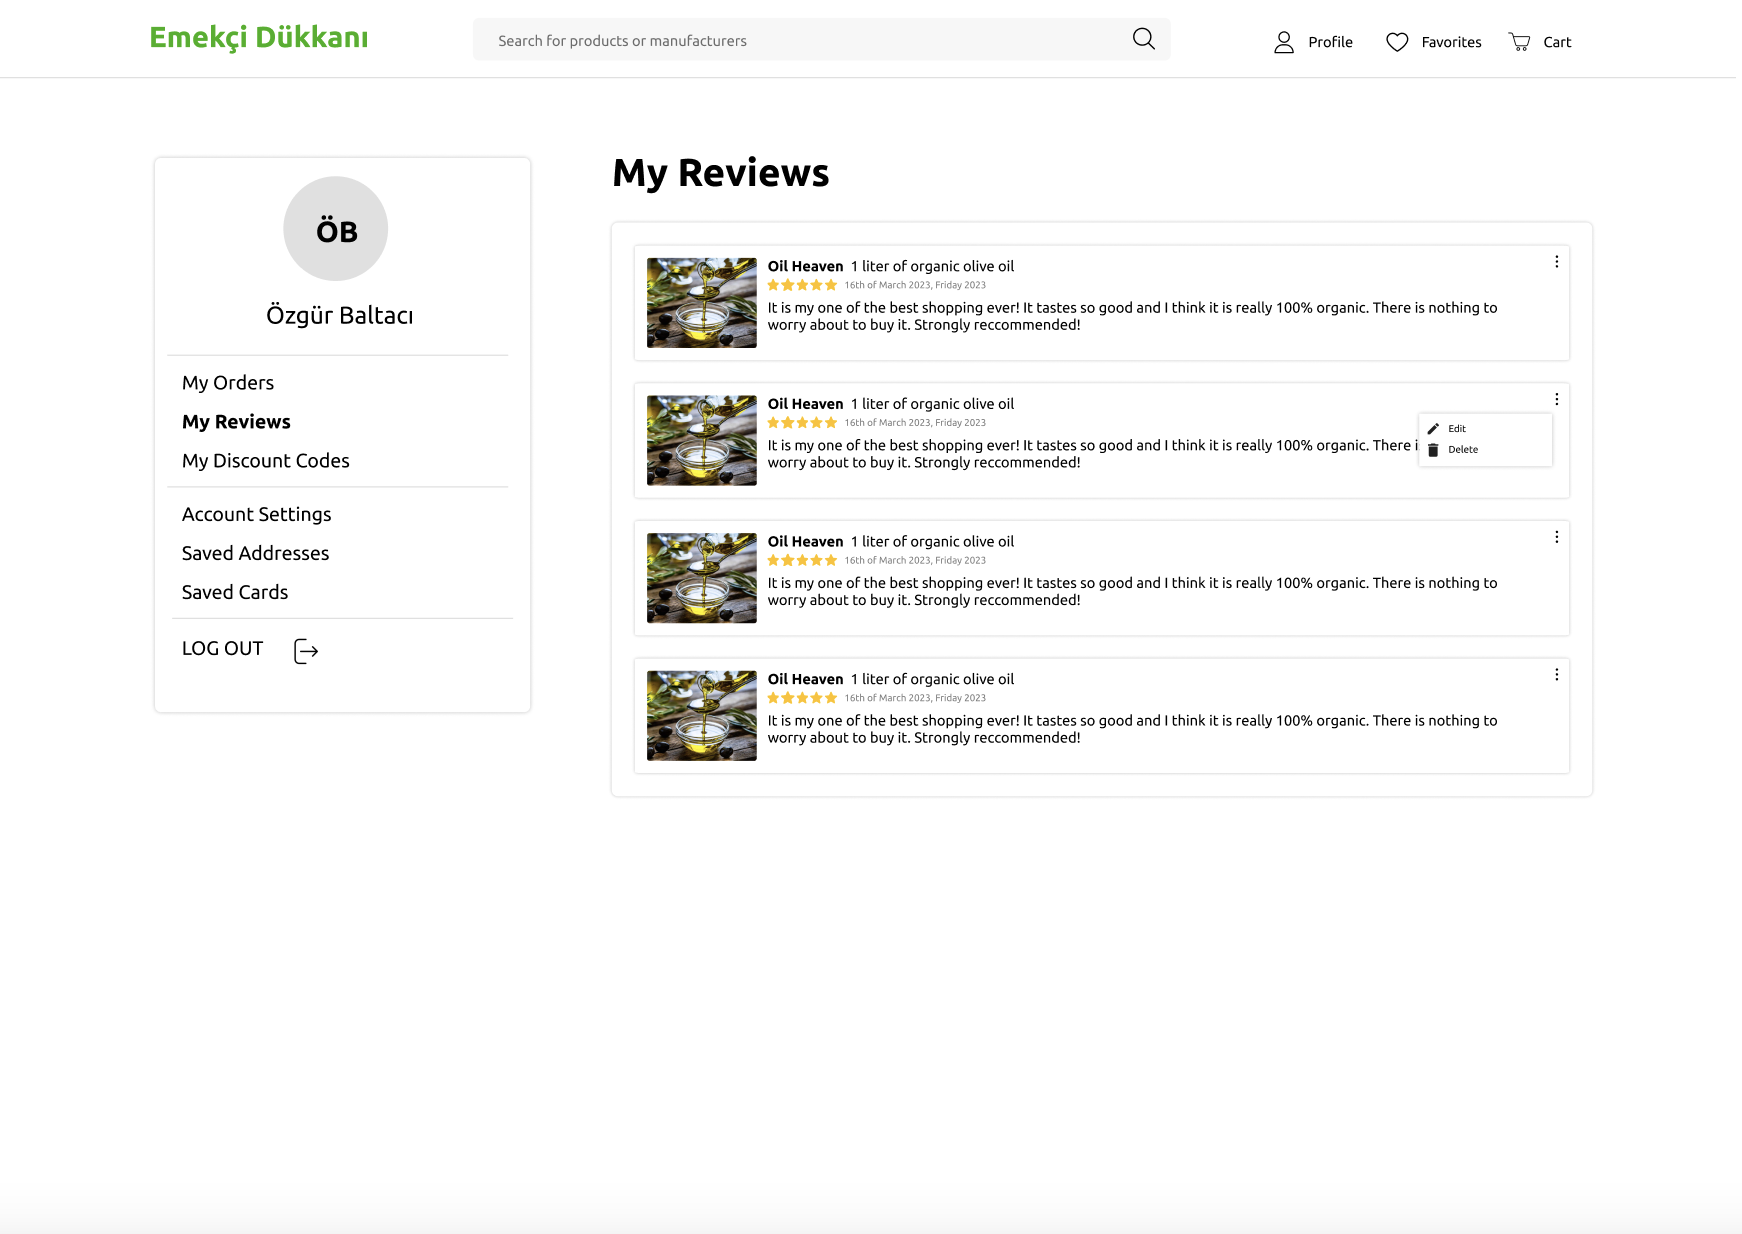 Emekçi Dükkanı
Search for products or manufacturers
Profile
Favorites
Cart
ÖB
Özgür Baltacı
My Orders
My Reviews
My Discount Codes
Account Settings
Saved Addresses
Saved Cards
LOG OUT
My Reviews
Oil Heaven 1 liter of organic olive oil
16th of March 2023, Friday 2023
It is my one of the best shopping ever! It tastes so good and I think it is really 100% organic. There is nothing to
worry about to buy it. Strongly reccommended!
Oil Heaven 1 liter of organic olive oil
16th of March 2023, Friday 2023
It is my one of the best shopping ever! It tastes so good and I think it is really 100% organic. There
worry about to buy it. Strongly reccommended!
Edit
Delete
Oil Heaven 1 liter of organic olive oil
16th of March 2023, Friday 2023
It is my one of the best shopping ever! It tastes so good and I think it is really 100% organic. There is nothing to
worry about to buy it. Strongly reccommended!
Oil Heaven 1 liter of organic olive oil
16th of March 2023, Friday 2023
It is my one of the best shopping ever! It tastes so good and I think it is really 100% organic. There is nothing to
worry about to buy it. Strongly reccommended!